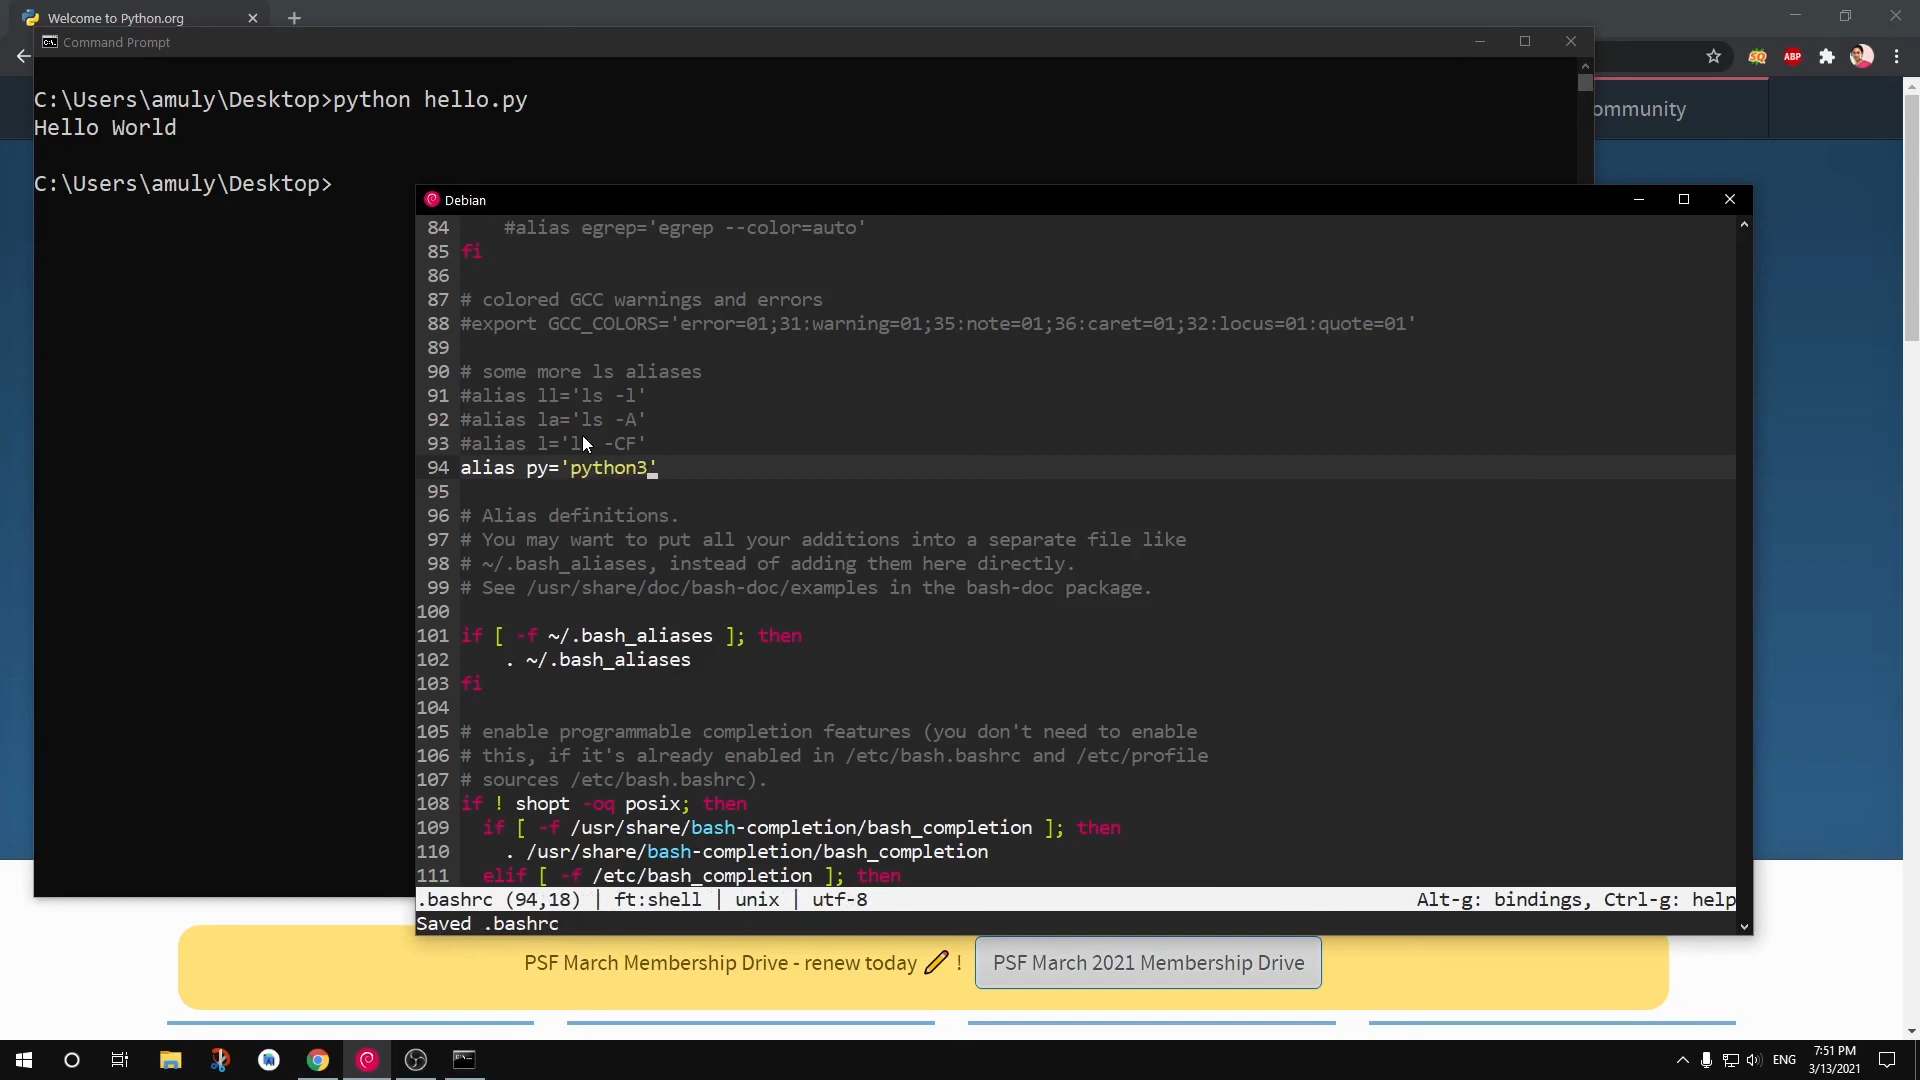 Welcome to Python.org
Command Prompt
C:\Users\amuly\Desktop>python hello.py
Hello World
C:\Users\amuly\Desktop>
ABP
ommunity
Debian
84     #alias egrep='egrep --color=auto'
85 fi
86
87 # colored GCC warnings and errors
88 #export GCC_COLORS='error=01;31:warning=01;35:note=01;36:caret=01;32:locus=01:quote=01'
89
90 # some more ls aliases
91 #alias ll='ls -l'
92 #alias la='ls -A'
93 #alias l='l -CF'
94 alias py='python3'
95
96 # Alias definitions.
97 # You may want to put all your additions into a separate file like
98 # ~/.bash_aliases, instead of adding them here directly.
99 # See /usr/share/doc/bash-doc/examples in the bash-doc package.
100
101 if [ -f ~/.bash_aliases ]; then
102     . ~/.bash_aliases
103 fi
104
105 # enable programmable completion features (you don't need to enable
106 # this, if it's already enabled in /etc/bash.bashrc and /etc/profile
107 # sources /etc/bash.bashrc).
108 if ! shopt -oq posix; then
109   if [ -f /usr/share/bash-completion/bash_completion ]; then
110     . /usr/share/bash-completion/bash_completion
111   elif [ -f /etc/bash_completion ]; then
.bashrc (94,18) | ft:shell | unix | utf-8 Alt-g: bindings, Ctrl-g: help
Saved .bashrc
PSF March Membership Drive - renew today ! PSF March 2021 Membership Drive
ENG
7:51 PM
3/13/2021